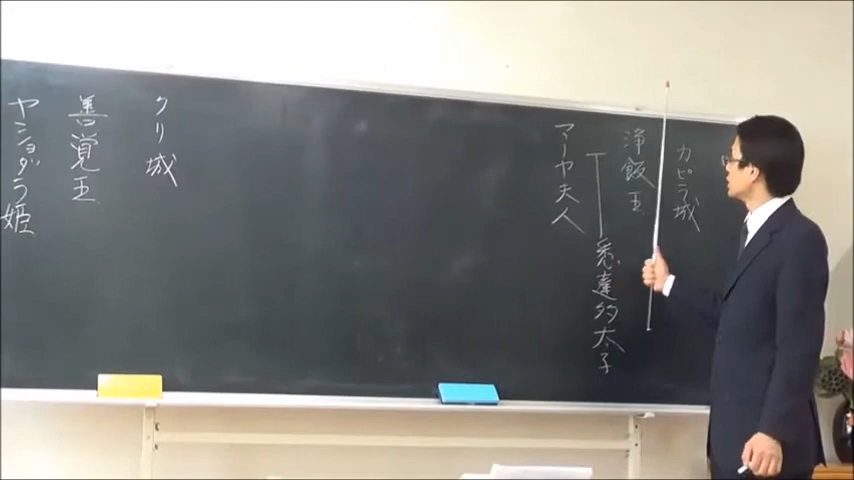 カピラ城
浄飯王
マーヤ夫人
悉達多太子
クリ城
善覚王
ヤショダラ姫